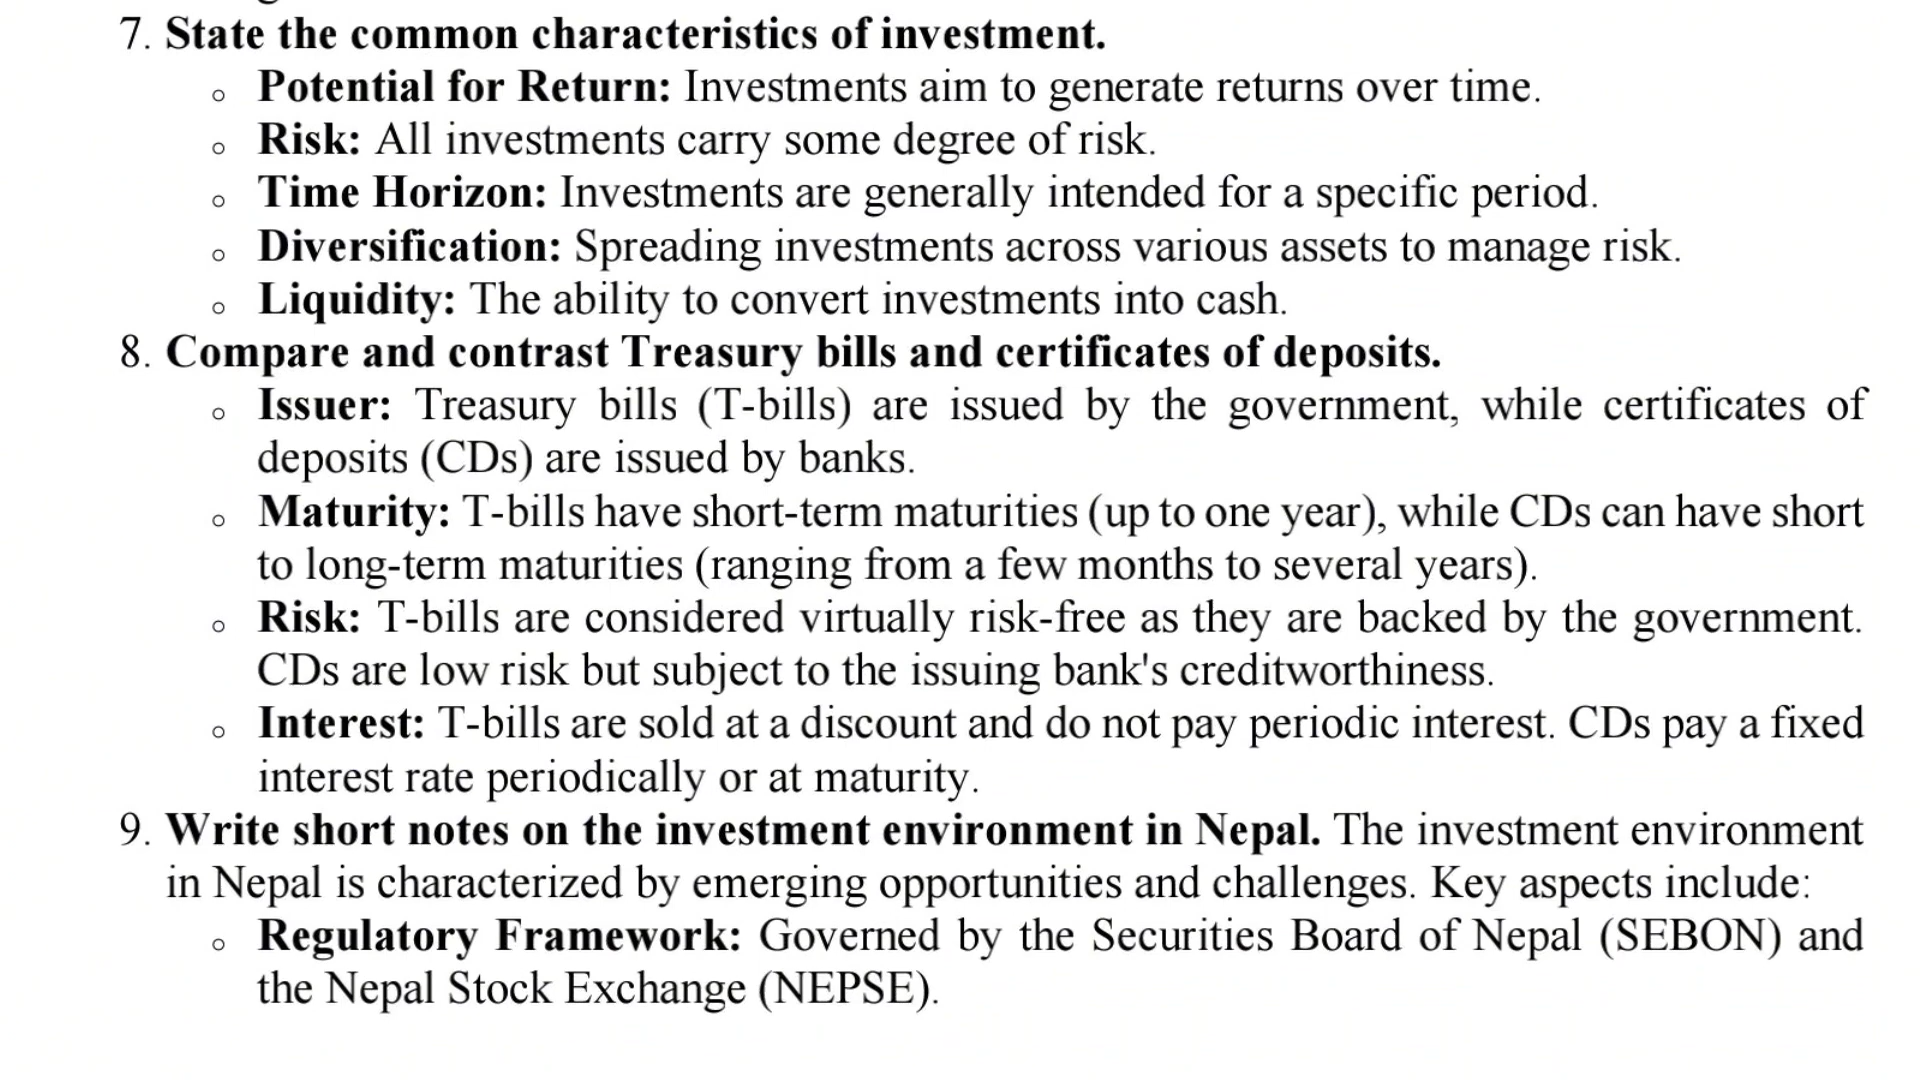 7. State the common characteristics of investment.
○ Potential for Return: Investments aim to generate returns over time.
○ Risk: All investments carry some degree of risk.
○ Time Horizon: Investments are generally intended for a specific period.
○ Diversification: Spreading investments across various assets to manage risk.
○ Liquidity: The ability to convert investments into cash.
8. Compare and contrast Treasury bills and certificates of deposits.
○ Issuer: Treasury bills (T-bills) are issued by the government, while certificates of
deposits (CDs) are issued by banks.
○ Maturity: T-bills have short-term maturities (up to one year), while CDs can have short
to long-term maturities (ranging from a few months to several years).
○ Risk: T-bills are considered virtually risk-free as they are backed by the government.
CDs are low risk but subject to the issuing bank's creditworthiness.
○ Interest: T-bills are sold at a discount and do not pay periodic interest. CDs pay a fixed
interest rate periodically or at maturity.
9. Write short notes on the investment environment in Nepal. The investment environment
in Nepal is characterized by emerging opportunities and challenges. Key aspects include:
○ Regulatory Framework: Governed by the Securities Board of Nepal (SEBON) and
the Nepal Stock Exchange (NEPSE).